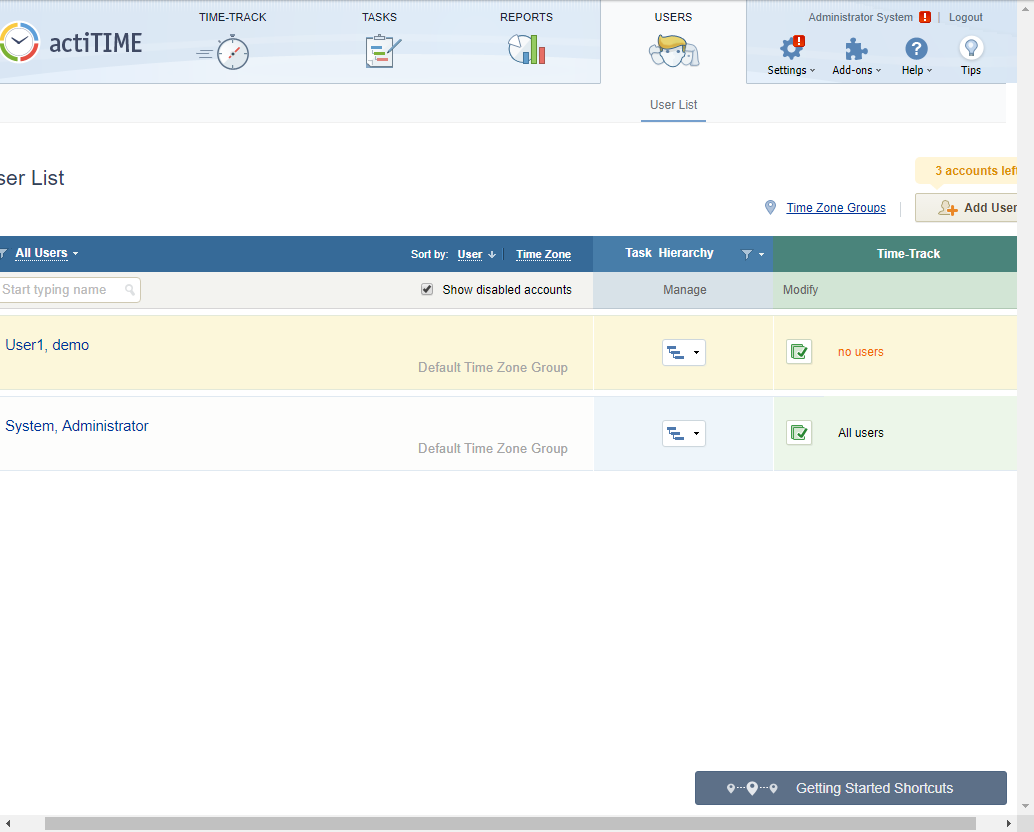 TIME-TRACK
TASKS
REPORTS
USERS
Administrator System ! Logout
actiTIME
Settings
Add-ons
Help
Tips
User List
ser List
3 accounts left
Time Zone Groups
Add User
All Users
Sort by: User Time Zone
Task Hierarchy
Time-Track
Start typing name
Show disabled accounts
Manage
Modify
User1, demo
Default Time Zone Group
no users
System, Administrator
Default Time Zone Group
All users
Getting Started Shortcuts